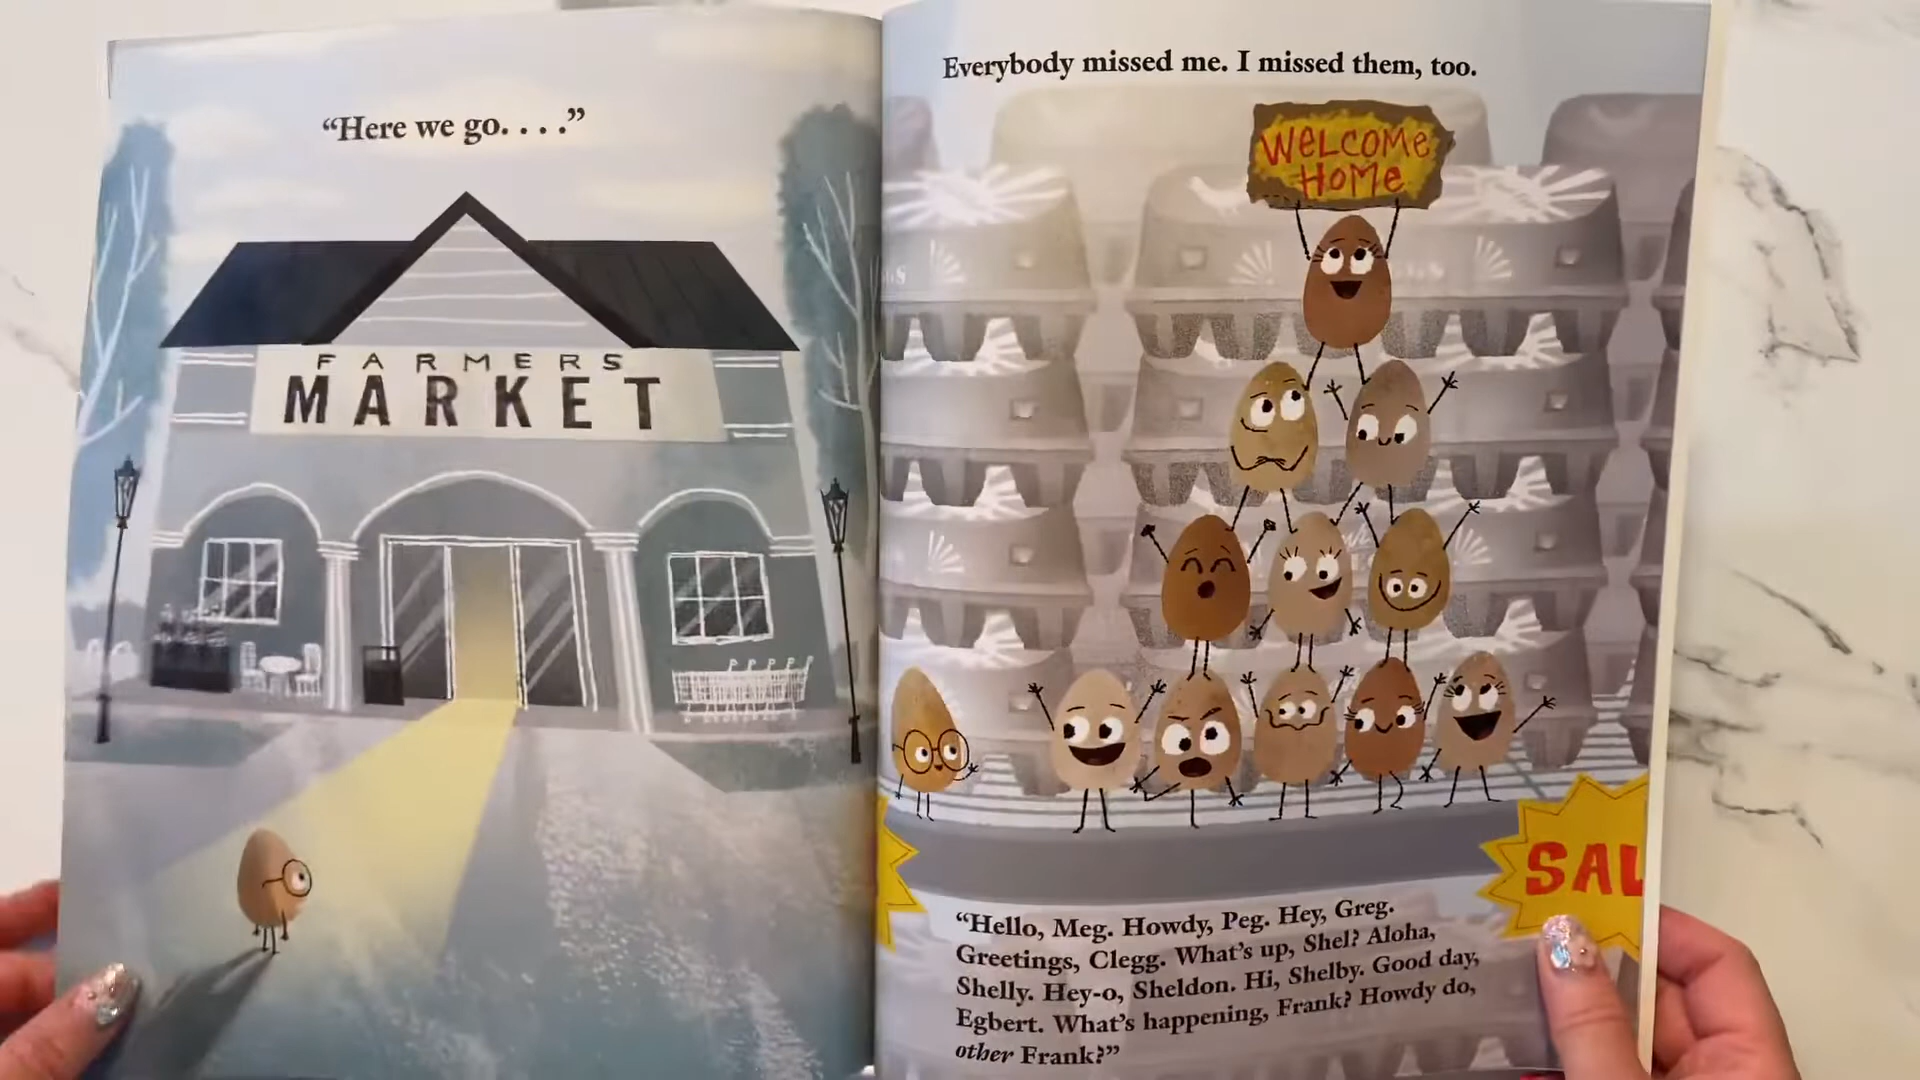 “Here we go. . . .”
FARMERS
MARKET
Everybody missed me. I missed them, too.
WELCOME
HOME
“Hello, Meg. Howdy, Peg. Hey, Greg.
Greetings, Clegg. What’s up, Shel? Aloha,
Shelly. Hey-o, Sheldon. Hi, Shelby. Good day,
Egbert. What’s happening, Frank? Howdy do,
other Frank?”
SAL